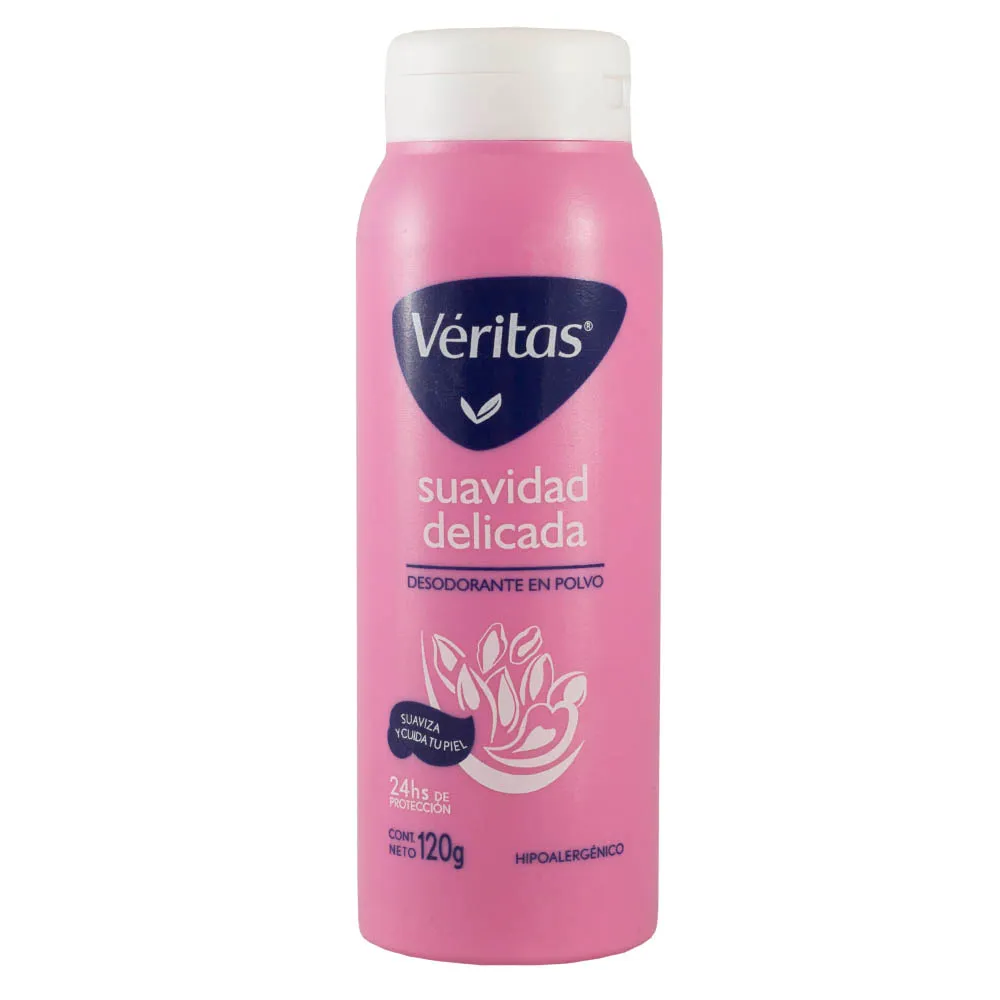 Véritas®
suavidad
delicada
DESODORANTE EN POLVO
SUAVIZA
Y CUIDA TU PIEL
24hs DE
PROTECCIÓN
CONT.
NETO 120g
HIPOALERGÉNICO